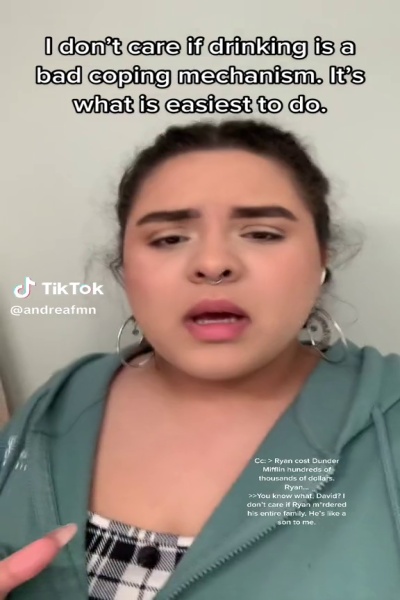 I don't care if drinking is a
bad coping mechanism. It's
what is easiest to do.
TikTok
@andreafmn
Cc: > Ryan cost Dunder
Mifflin hundreds of
thousands of dollars.
Ryan...
>>You know what, David? I
don't care if Ryan m*rdered
his entire family. He's like a
son to me.